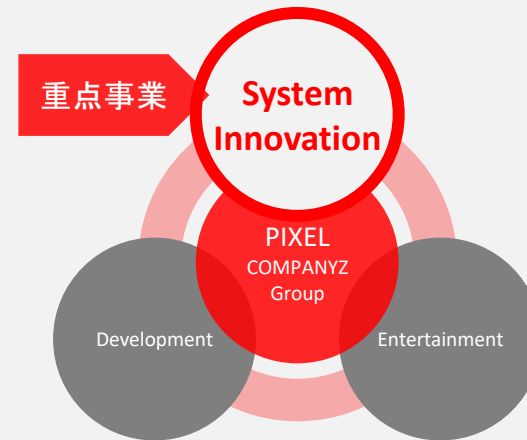 重点事業
System
Innovation
PIXEL
COMPANYZ
Group
Development
Entertainment